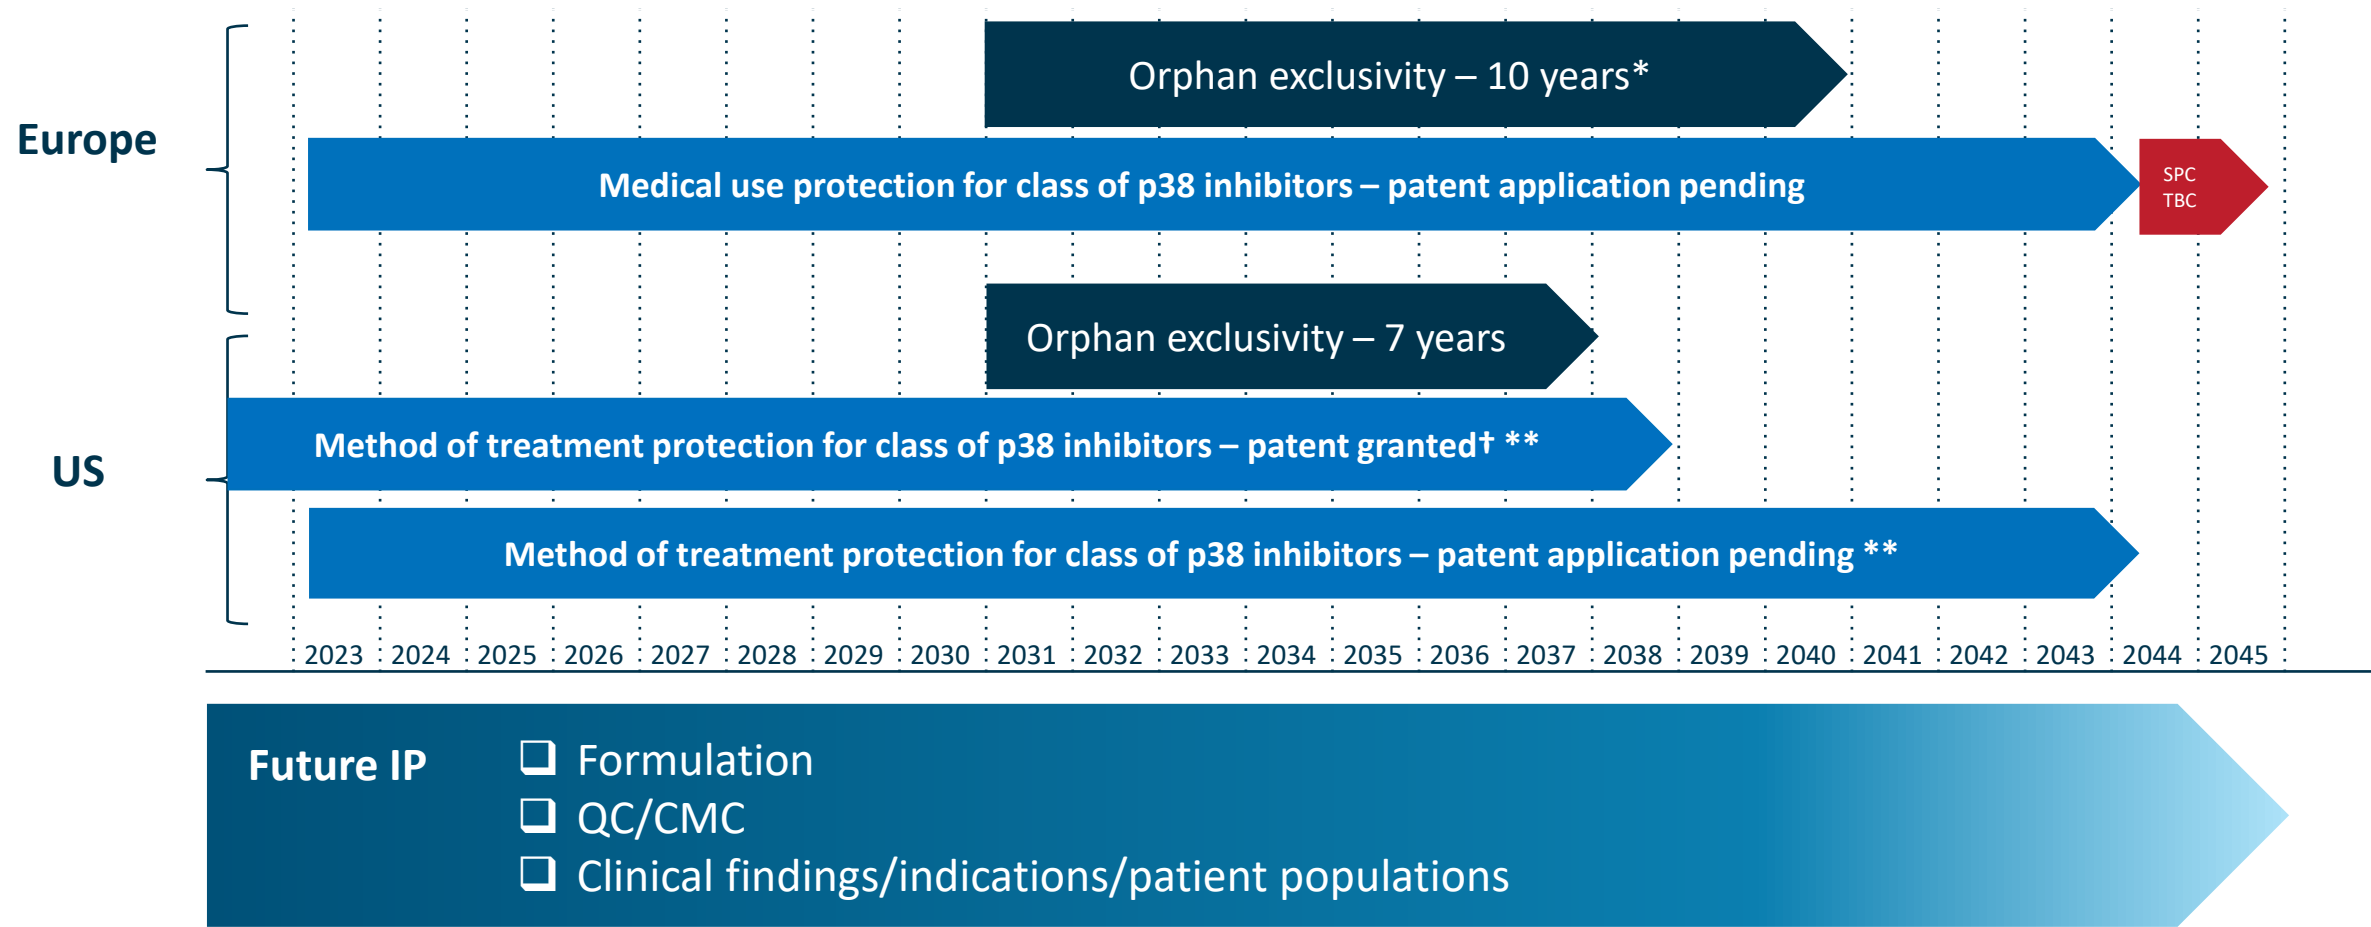 Europe
Orphan exclusivity – 10 years*
Medical use protection for class of p38 inhibitors – patent application pending
SPC
TBC
US
Orphan exclusivity – 7 years
Method of treatment protection for class of p38 inhibitors – patent granted† **
Method of treatment protection for class of p38 inhibitors – patent application pending **
2023 2024 2025 2026 2027 2028 2029 2030 2031 2032 2033 2034 2035 2036 2037 2038 2039 2040 2041 2042 2043 2044 2045
Future IP
❑ Formulation
❑ QC/CMC
❑ Clinical findings/indications/patient populations